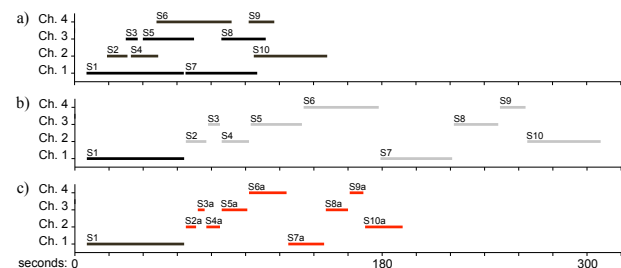 a)
Ch. 4 S6 S9
Ch. 3 S3 S5 S8
Ch. 2 S2 S4 S10
Ch. 1 S1 S7
b)
Ch. 4 S6 S9
Ch. 3 S3 S5 S8
Ch. 2 S2 S4 S10
Ch. 1 S1 S7
c)
Ch. 4 S6a S9a
Ch. 3 S3a S5a S8a
Ch. 2 S2a S4a S10a
Ch. 1 S1 S7a
seconds: 0 180 300